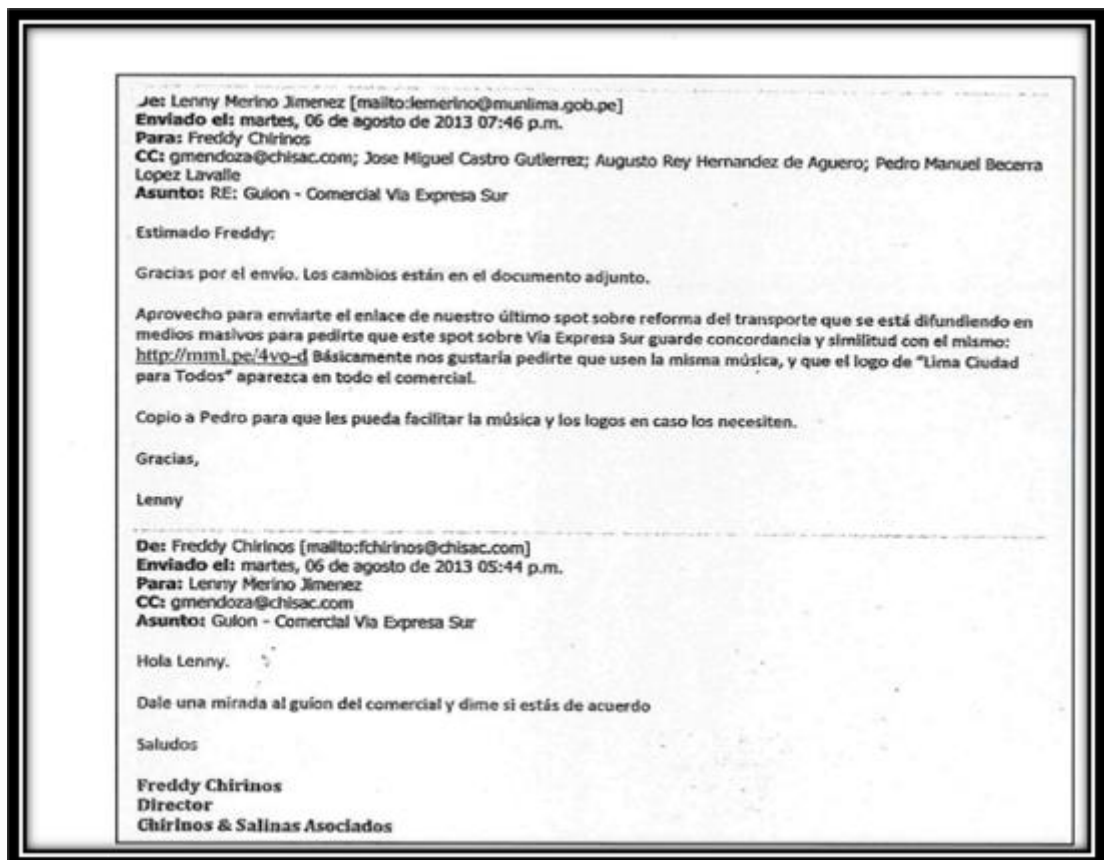 De: Lenny Merino Jimenez [mailto:lemerino@munlima.gob.pe]
Enviado el: martes, 06 de agosto de 2013 07:46 p.m.
Para: Freddy Chirinos
CC: gmendoza@chisac.com; Jose Miguel Castro Gutierrez; Augusto Rey Hernandez de Aguero; Pedro Manuel Becerra
Lopez Lavalle
Asunto: RE: Guion - Comercial Via Expresa Sur
Estimado Freddy:
Gracias por el envío. Los cambios están en el documento adjunto.
Aprovecho para enviarte el enlace de nuestro último spot sobre reforma del transporte que se está difundiendo en
medios masivos para pedirte que este spot sobre Vía Expresa Sur guarde concordancia y similitud con el mismo:
http://mml.pe/4vo-d Básicamente nos gustaría pedirte que usen la misma música, y que el logo de "Lima Ciudad
para Todos" aparezca en todo el comercial.
Copio a Pedro para que les pueda facilitar la música y los logos en caso los necesiten.
Gracias,
Lenny
De: Freddy Chirinos [mailto:fchirinos@chisac.com]
Enviado el: martes, 06 de agosto de 2013 05:44 p.m.
Para: Lenny Merino Jimenez
CC: gmendoza@chisac.com
Asunto: Guion - Comercial Via Expresa Sur
Hola Lenny.
Dale una mirada al guíon del comercial y dime si estás de acuerdo
Saludos
Freddy Chirinos
Director
Chirinos & Salinas Asociados